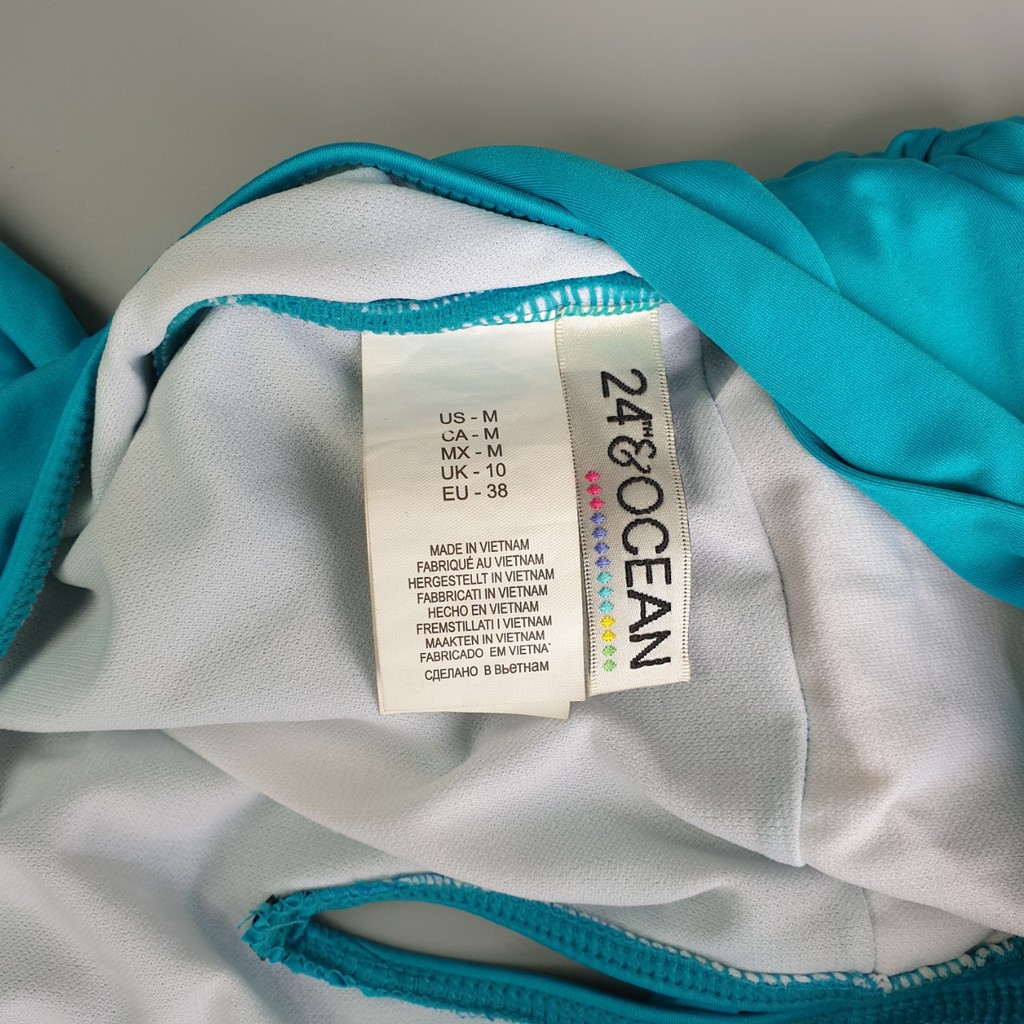 US - M
CA - M
MX - M
UK - 10
EU - 38
MADE IN VIETNAM
FABRIQUÉ AU VIETNAM
HERGESTELLT IN VIETNAM
FABBRICATI IN VIETNAM
HECHO EN VIETNAM
FREMSTILLATI I VIETNAM
MAAKTEN IN VIETNAM
FABRICADO EM VIETNA˜
СДЕЛАНО В ВЬЕТНАМ
24TH & OCEAN